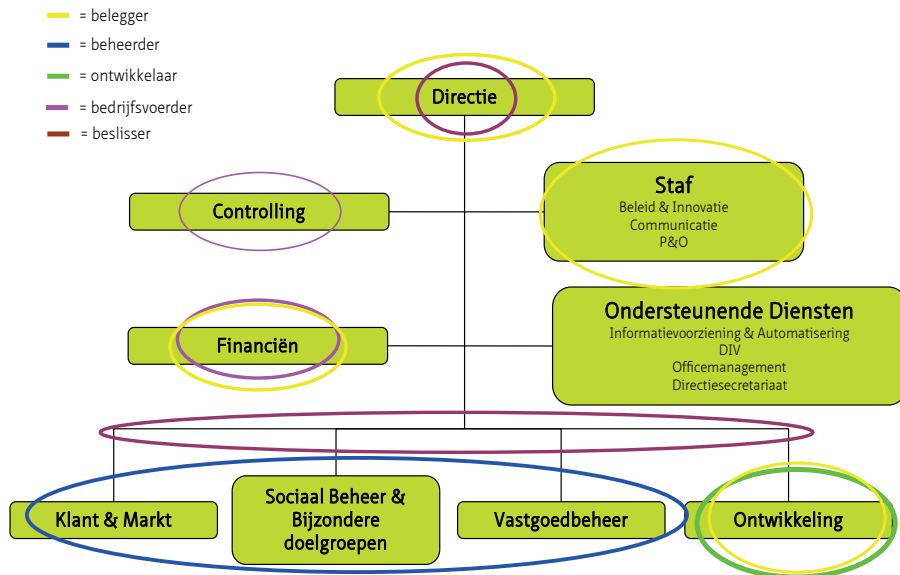 = belegger
= beheerder
= ontwikkelaar
= bedrijfsvoerder
= beslisser
Directie
Controlling
Staf
Beleid & Innovatie
Communicatie
P&O
Financiën
Ondersteunende Diensten
Informatievoorziening & Automatisering
DIV
Officemanagement
Directiesecretariaat
Klant & Markt
Sociaal Beheer &
Bijzondere
doelgroepen
Vastgoedbeheer
Ontwikkeling